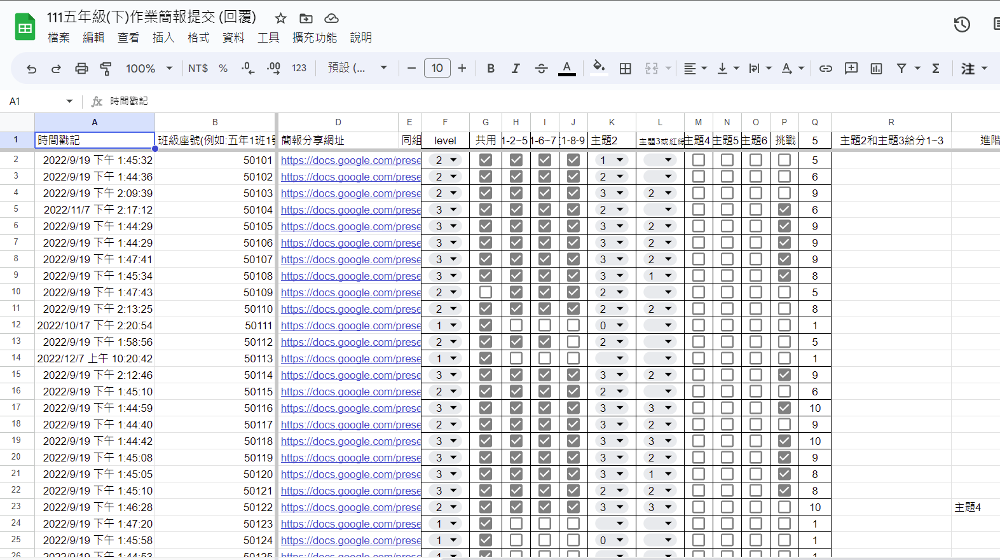 111五年級(下)作業簡報提交 (回覆)
檔案 編輯 查看 插入 格式 資料 工具 擴充功能 說明
100% NT$ % .0 .00 123 預設 (... 10 B I A A Σ 注
A1 fx 時間戳記
A B D E F G H I J K L M N O P Q R
1 時間戳記 班級座號(例如:五年1班1 簡報分享網址 同組 level 共用 1-2~5 1-6~7 1-8-9 主題2 主題3或紅綠 主題4 主題5 主題6 挑戰 5 主題2和主題3給分1~3 進階
2 2022/9/19 下午 1:45:32 50101 https://docs.google.com/prese 2 1 5
3 2022/9/19 下午 1:44:36 50102 https://docs.google.com/prese 2 2 6
4 2022/9/19 下午 2:09:39 50103 https://docs.google.com/prese 2 3 2 9
5 2022/11/7 下午 2:17:12 50104 https://docs.google.com/prese 3 2 6
6 2022/9/19 下午 1:44:29 50105 https://docs.google.com/prese 3 3 2 9
7 2022/9/19 下午 1:44:29 50106 https://docs.google.com/prese 3 3 2 9
8 2022/9/19 下午 1:47:41 50107 https://docs.google.com/prese 3 3 2 9
9 2022/9/19 下午 1:45:34 50108 https://docs.google.com/prese 3 3 1 8
10 2022/9/19 下午 1:47:43 50109 https://docs.google.com/prese 2 2 5
11 2022/9/19 下午 2:13:25 50110 https://docs.google.com/prese 2 2 2 8
12 2022/10/17 下午 2:20:54 50111 https://docs.google.com/prese 1 0 1
13 2022/9/19 下午 1:58:56 50112 https://docs.google.com/prese 2 2 5
14 2022/12/7 上午 10:20:42 50113 https://docs.google.com/prese 1 1
15 2022/9/19 下午 2:12:46 50114 https://docs.google.com/prese 3 3 2 9
16 2022/9/19 下午 1:45:10 50115 https://docs.google.com/prese 2 2 6
17 2022/9/19 下午 1:44:59 50116 https://docs.google.com/prese 3 3 3 10
18 2022/9/19 下午 1:44:40 50117 https://docs.google.com/prese 2 3 2 9
19 2022/9/19 下午 1:44:42 50118 https://docs.google.com/prese 3 3 3 10
20 2022/9/19 下午 1:45:08 50119 https://docs.google.com/prese 3 3 2 9
21 2022/9/19 下午 1:45:05 50120 https://docs.google.com/prese 3 3 1 8
22 2022/9/19 下午 1:45:10 50121 https://docs.google.com/prese 3 2 2 8
23 2022/9/19 下午 1:46:28 50122 https://docs.google.com/prese 2 3 3 10 主題4
24 2022/9/19 下午 1:47:20 50123 https://docs.google.com/prese 1 1
25 2022/9/19 下午 1:45:58 50124 https://docs.google.com/prese 1 0 1
26 2022/9/19 下午 1:44:53 50125 https://docs.google.com/prese 1 1